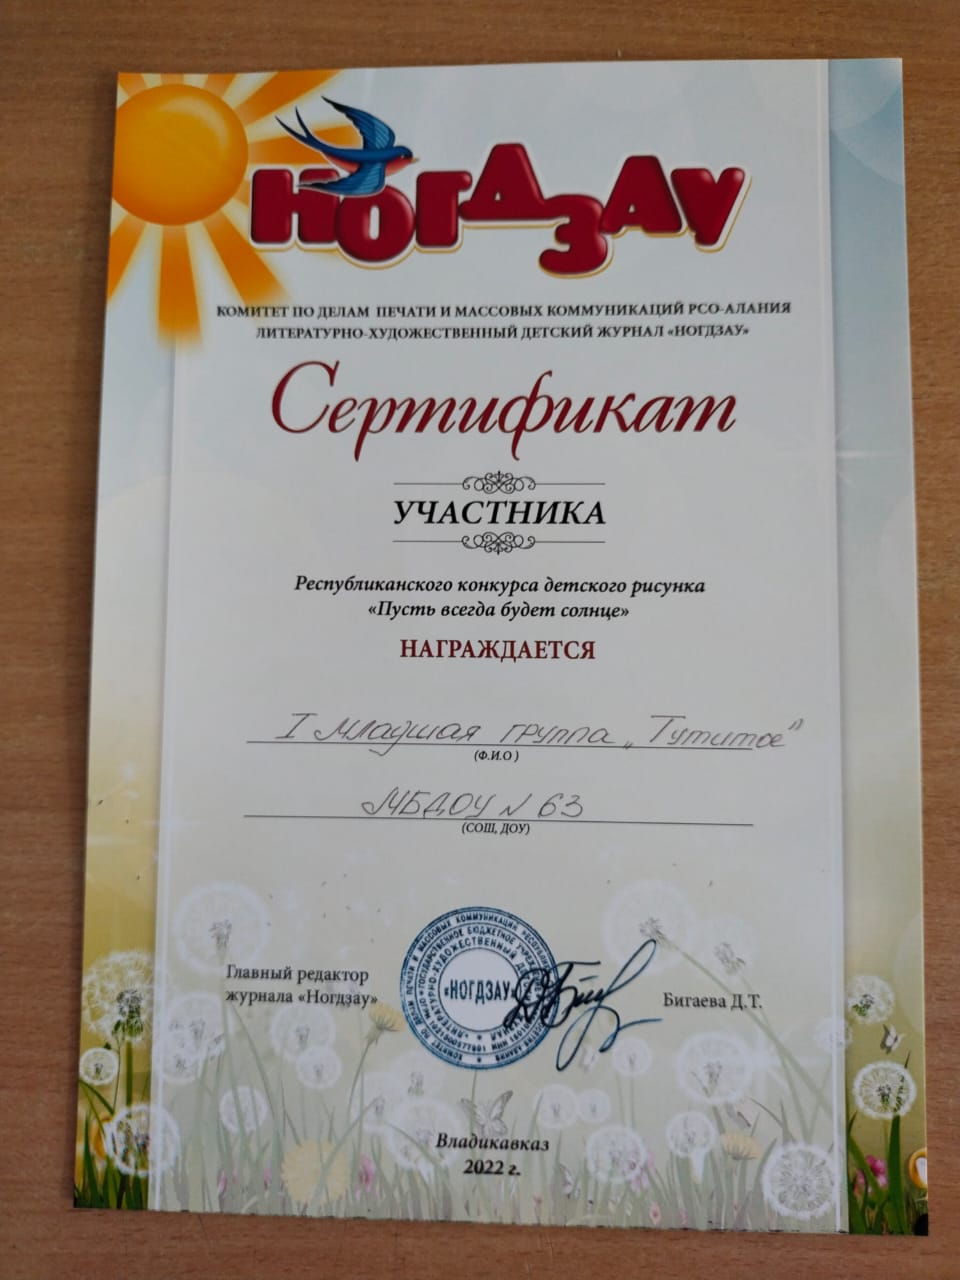 НОГДЗАУ
КОМИТЕТ ПО ДЕЛАМ ПЕЧАТИ И МАССОВЫХ КОММУНИКАЦИЙ РСО-АЛАНИЯ
ЛИТЕРАТУРНО-ХУДОЖЕСТВЕННЫЙ ДЕТСКИЙ ЖУРНАЛ «НОГДЗАУ»
Сертификат
УЧАСТНИКА
Республиканского конкурса детского рисунка
«Пусть всегда будет солнце»
НАГРАЖДАЕТСЯ
I младшая группа „Тутитӕ"
(Ф.И.О )
МБДОУ N 63
(СОШ, ДОУ)
Главный редактор
журнала «Ногдзау»
«НОГДЗАУ»
Бигаева Д.Т.
Владикавказ
2022 г.